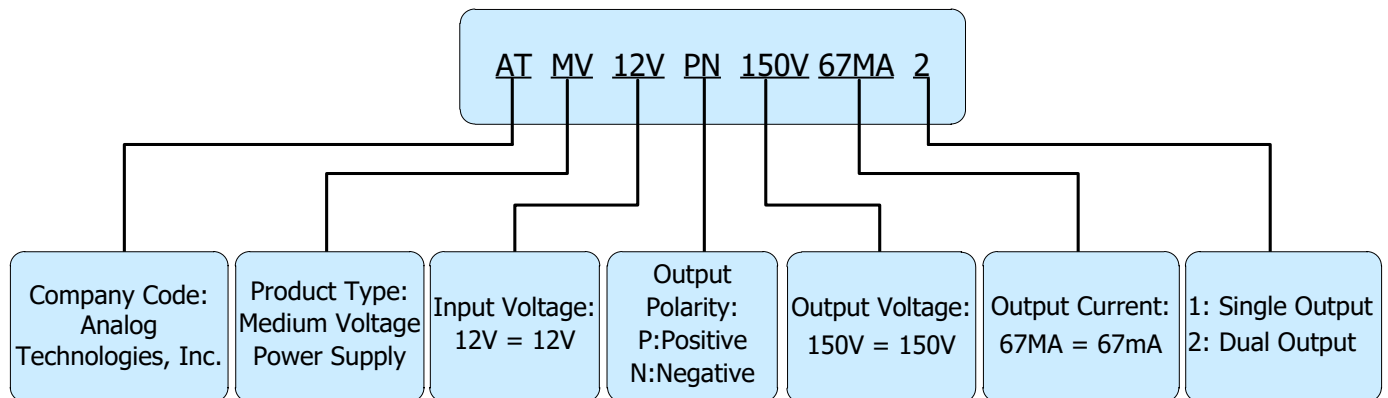 AT MV 12V PN 150V 67MA 2
Company Code:
Analog
Technologies, Inc.
Product Type:
Medium Voltage
Power Supply
Input Voltage:
12V = 12V
Output
Polarity:
P:Positive
N:Negative
Output Voltage:
150V = 150V
Output Current:
67MA = 67mA
1: Single Output
2: Dual Output